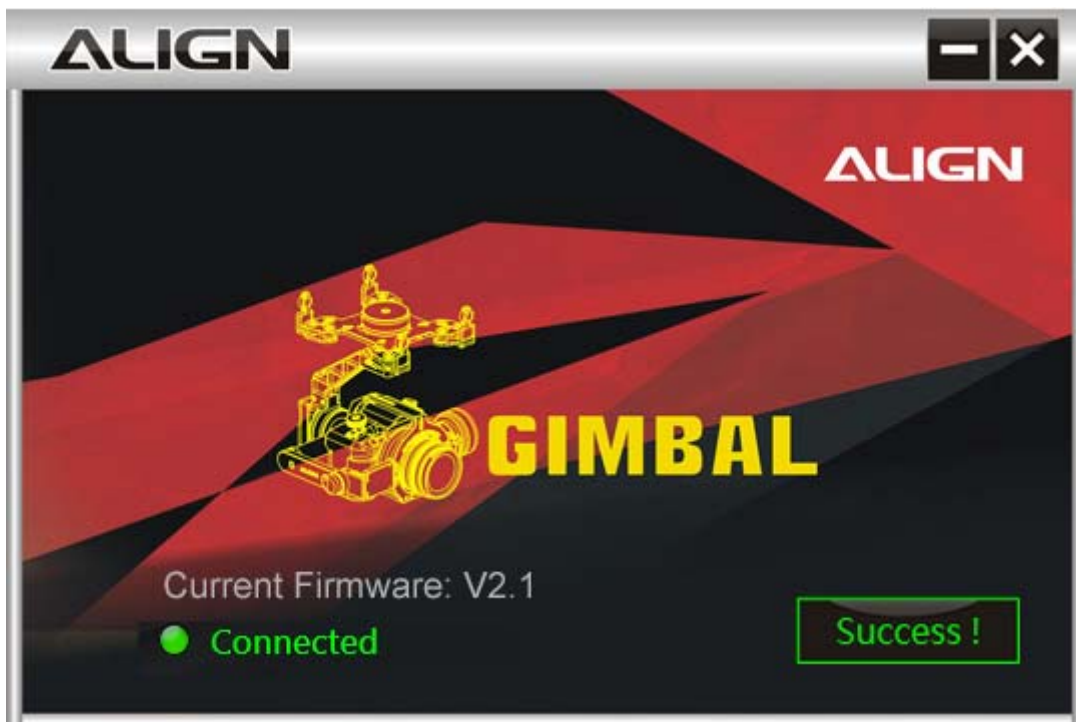 ALIGN
ALIGN
GIMBAL
Current Firmware: V2.1
Connected
Success !